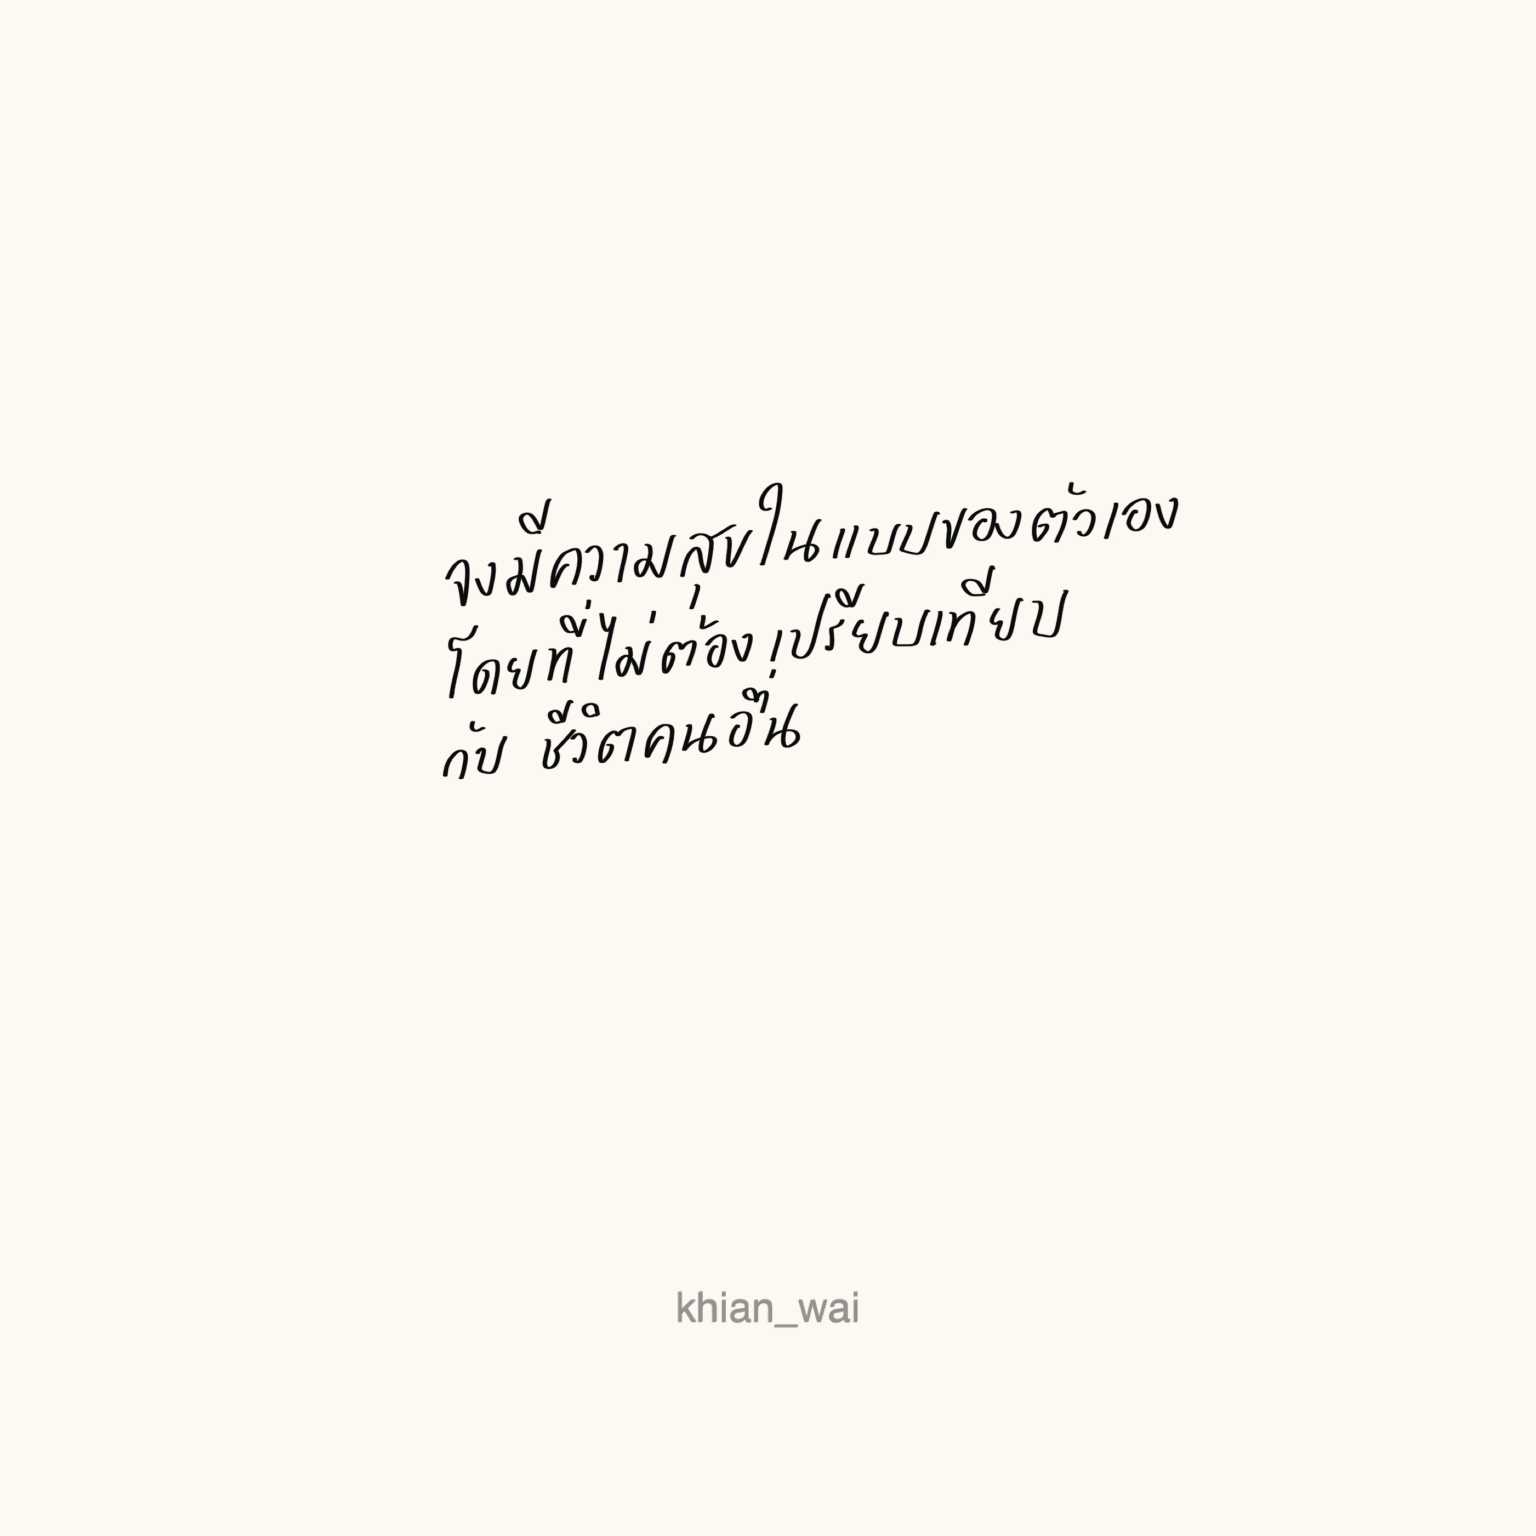 จงมีความสุขในแบบของตัวเอง
โดยที่ไม่ต้อง เปรียบเทียบ
กับ ชีวิตคนอื่น
khian_wai